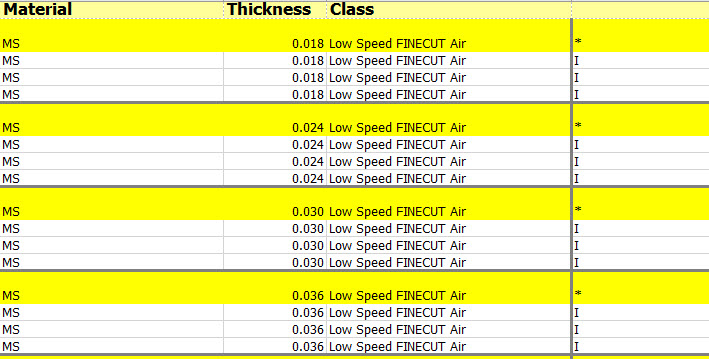 Material Thickness Class
MS 0.018 Low Speed FINECUT Air *
MS 0.018 Low Speed FINECUT Air I
MS 0.018 Low Speed FINECUT Air I
MS 0.018 Low Speed FINECUT Air I
MS 0.024 Low Speed FINECUT Air *
MS 0.024 Low Speed FINECUT Air I
MS 0.024 Low Speed FINECUT Air I
MS 0.024 Low Speed FINECUT Air I
MS 0.030 Low Speed FINECUT Air *
MS 0.030 Low Speed FINECUT Air I
MS 0.030 Low Speed FINECUT Air I
MS 0.030 Low Speed FINECUT Air I
MS 0.036 Low Speed FINECUT Air *
MS 0.036 Low Speed FINECUT Air I
MS 0.036 Low Speed FINECUT Air I
MS 0.036 Low Speed FINECUT Air I